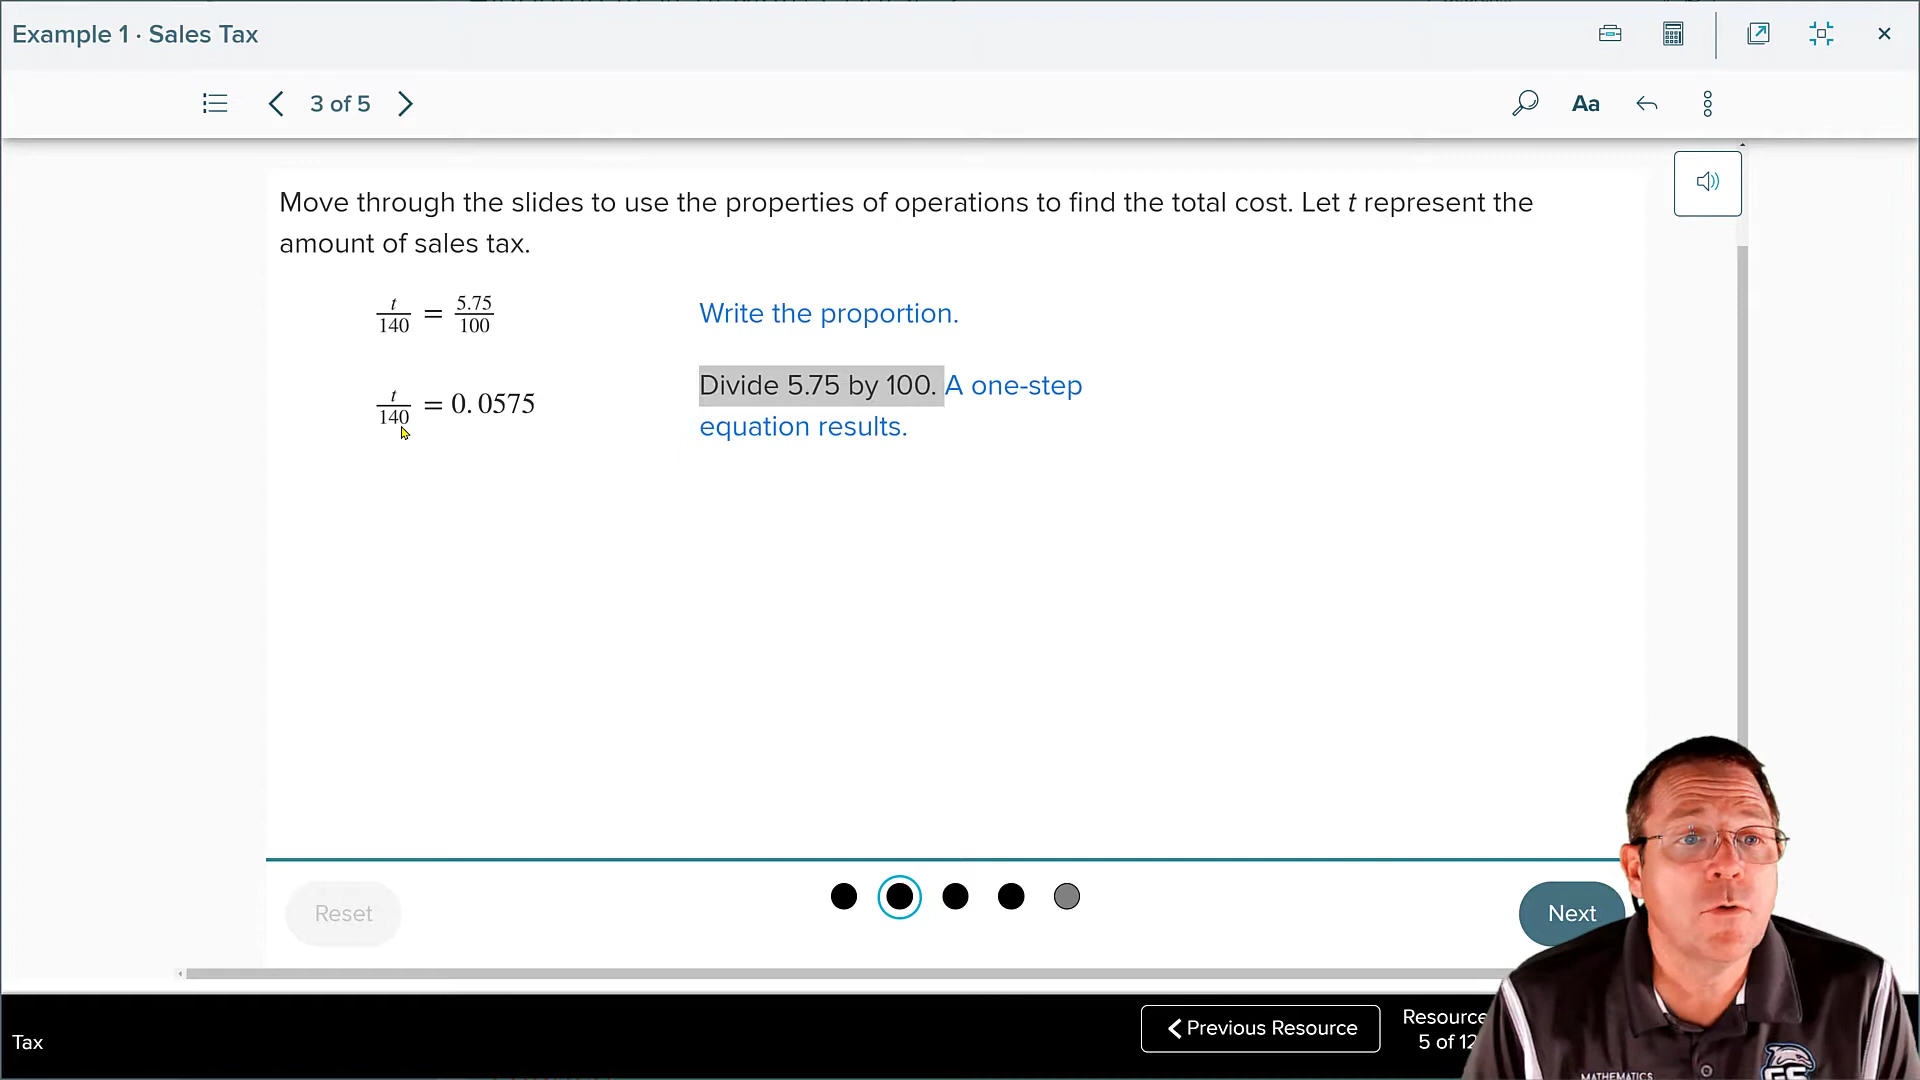 Example 1 · Sales Tax
3 of 5
Aa
Move through the slides to use the properties of operations to find the total cost. Let t represent the
amount of sales tax.
t/140 = 5.75/100
Write the proportion.
t/140 = 0.0575
Divide 5.75 by 100. A one-step
equation results.
Reset
Next
Tax
Previous Resource
Resource
5 of 12
MATHEMATICS